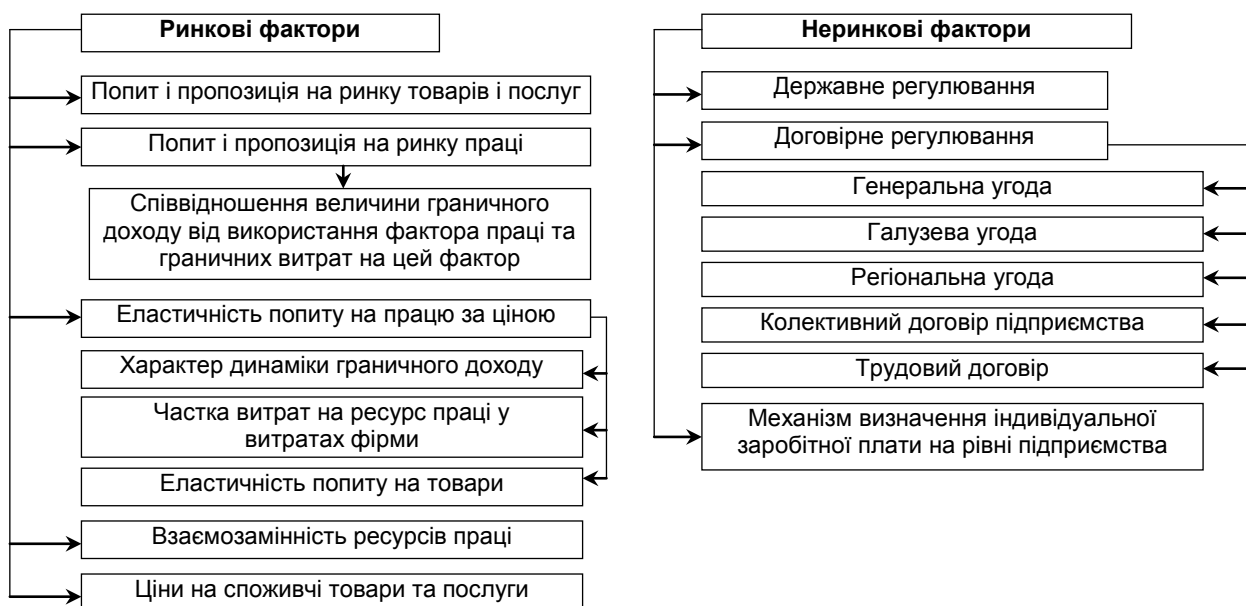 Ринкові фактори
Попит і пропозиція на ринку товарів і послуг
Попит і пропозиція на ринку праці
Співвідношення величини граничного
доходу від використання фактора праці та
граничних витрат на цей фактор
Еластичність попиту на працю за ціною
Характер динаміки граничного доходу
Частка витрат на ресурс праці у
витратах фірми
Еластичність попиту на товари
Взаємозамінність ресурсів праці
Ціни на споживчі товари та послуги
Неринкові фактори
Державне регулювання
Договірне регулювання
Генеральна угода
Галузева угода
Регіональна угода
Колективний договір підприємства
Трудовий договір
Механізм визначення індивідуальної
заробітної плати на рівні підприємства